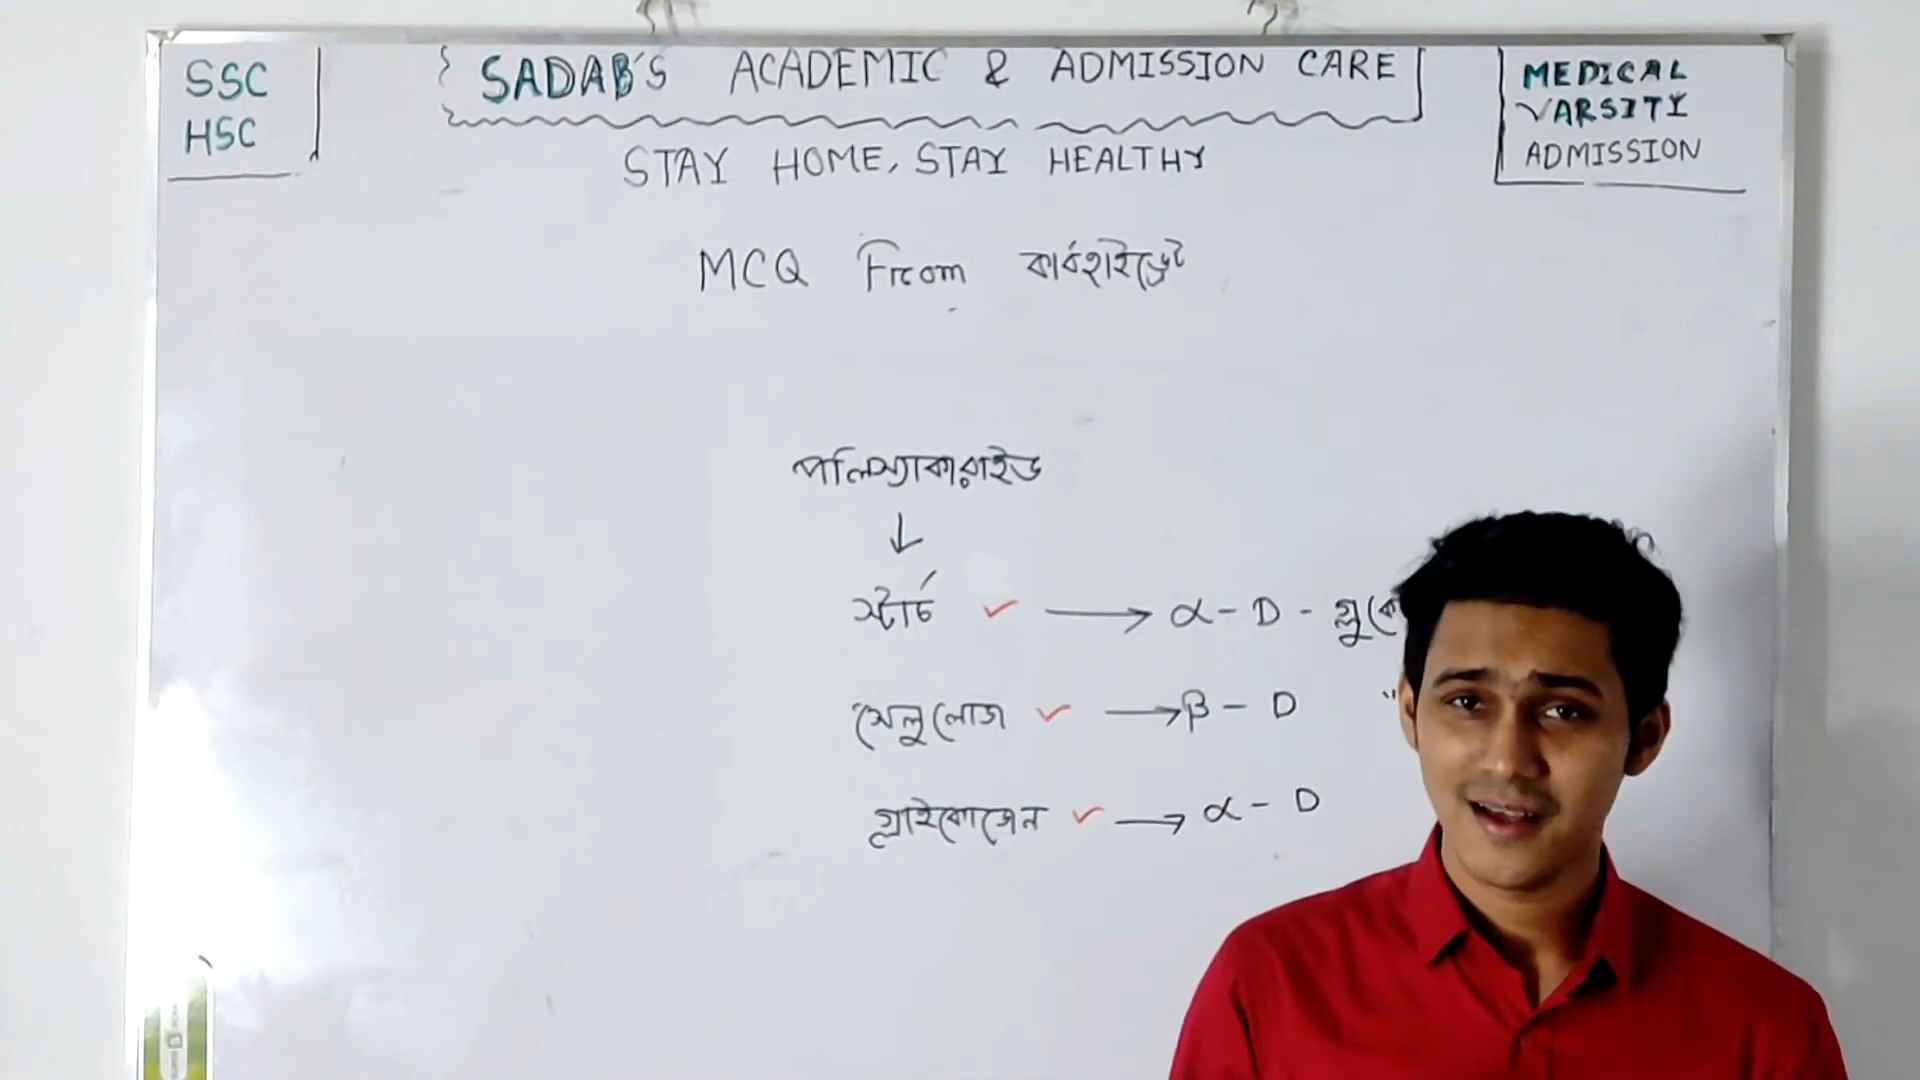 SSC
HSC
SADAB'S ACADEMIC & ADMISSION CARE
MEDICAL
VARSITY
ADMISSION
STAY HOME, STAY HEALTHY
MCQ From কার্বহাইড্রেট
পলিস্যাকারাইড
↓
স্টার্চ ✓ → α - D -
সেলুলোজ ✓ → β - D "
গ্লাইকোজেন ✓ → α - D